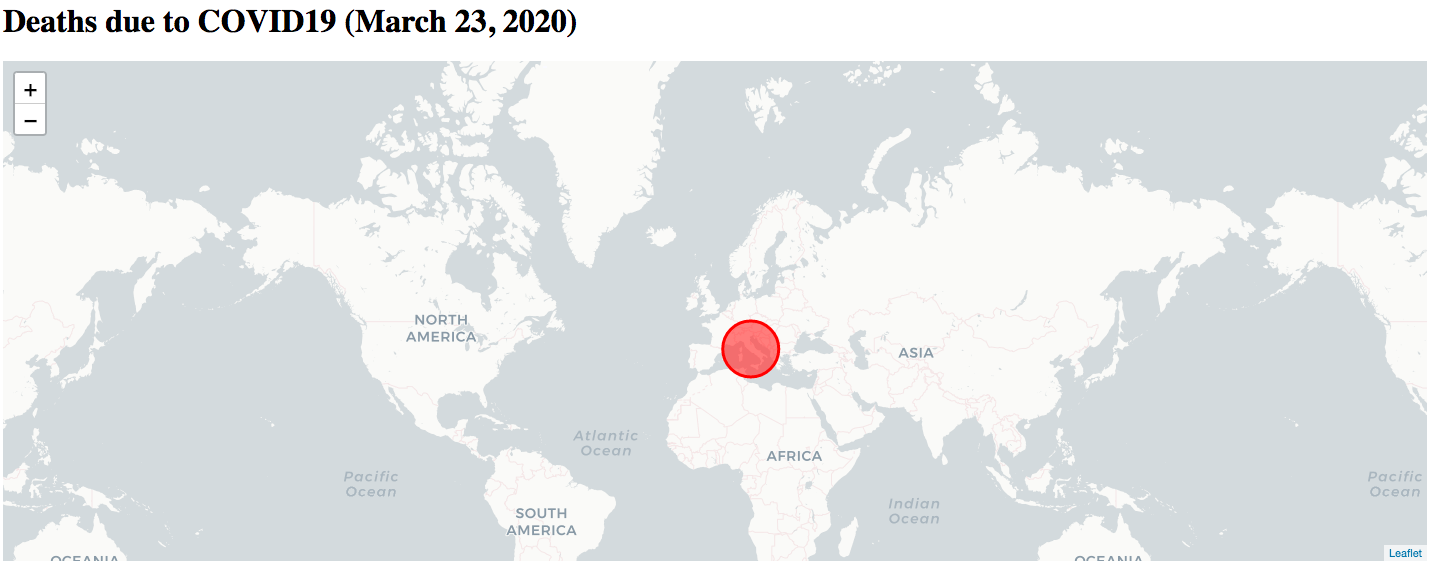 Deaths due to COVID19 (March 23, 2020)
+
−
NORTH
AMERICA
ASIA
Atlantic
Ocean
AFRICA
Pacific
Ocean
Pacific
Ocean
Indian
Ocean
SOUTH
AMERICA
OCEANIA
OCEANIA
Leaflet